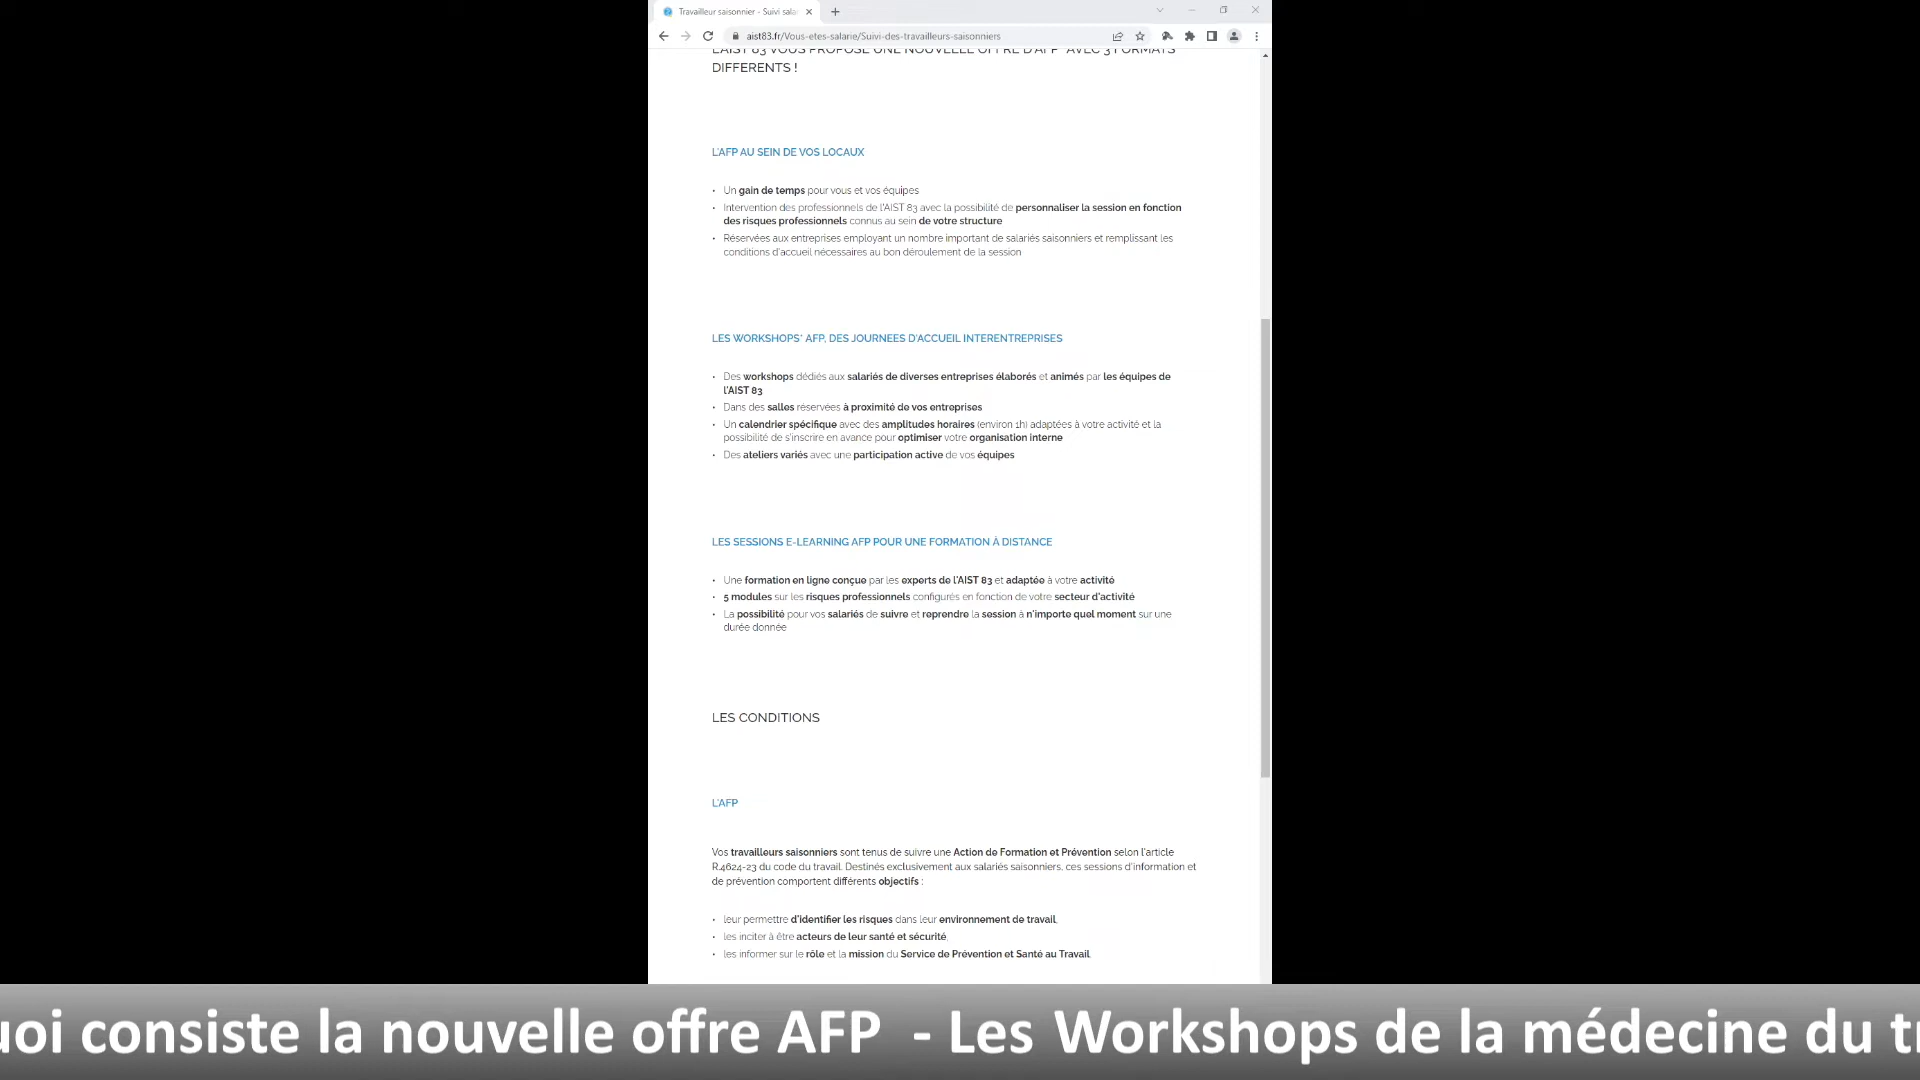 Travailleur saisonnier - Suivi sala
aist83.fr/Vous-etes-salarie/Suivi-des-travailleurs-saisonniers
L'AIST 83 VOUS PROPOSE UNE NOUVELLE OFFRE D'AFP* AVEC 3 FORMATS
DIFFERENTS !
L'AFP AU SEIN DE VOS LOCAUX
• Un gain de temps pour vous et vos équipes
• Intervention des professionnels de l'AIST 83 avec la possibilité de personnaliser la session en fonction
des risques professionnels connus au sein de votre structure
• Réservées aux entreprises employant un nombre important de salariés saisonniers et remplissant les
conditions d'accueil nécessaires au bon déroulement de la session
LES WORKSHOPS* AFP, DES JOURNEES D'ACCUEIL INTERENTREPRISES
• Des workshops dédiés aux salariés de diverses entreprises élaborés et animés par les équipes de
l'AIST 83
• Dans des salles réservées à proximité de vos entreprises
• Un calendrier spécifique avec des amplitudes horaires (environ 1h) adaptées à votre activité et la
possibilité de s'inscrire en avance pour optimiser votre organisation interne
• Des ateliers variés avec une participation active de vos équipes
LES SESSIONS E-LEARNING AFP POUR UNE FORMATION À DISTANCE
• Une formation en ligne conçue par les experts de l'AIST 83 et adaptée à votre activité
• 5 modules sur les risques professionnels configurés en fonction de votre secteur d'activité
• La possibilité pour vos salariés de suivre et reprendre la session à n'importe quel moment sur une
durée donnée
LES CONDITIONS
L'AFP
Vos travailleurs saisonniers sont tenus de suivre une Action de Formation et Prévention selon l'article
R.4624-23 du code du travail. Destinés exclusivement aux salariés saisonniers, ces sessions d'information et
de prévention comportent différents objectifs :
• leur permettre d'identifier les risques dans leur environnement de travail,
• les inciter à être acteurs de leur santé et sécurité,
• les informer sur le rôle et la mission du Service de Prévention et Santé au Travail
uoi consiste la nouvelle offre AFP - Les Workshops de la médecine du tr